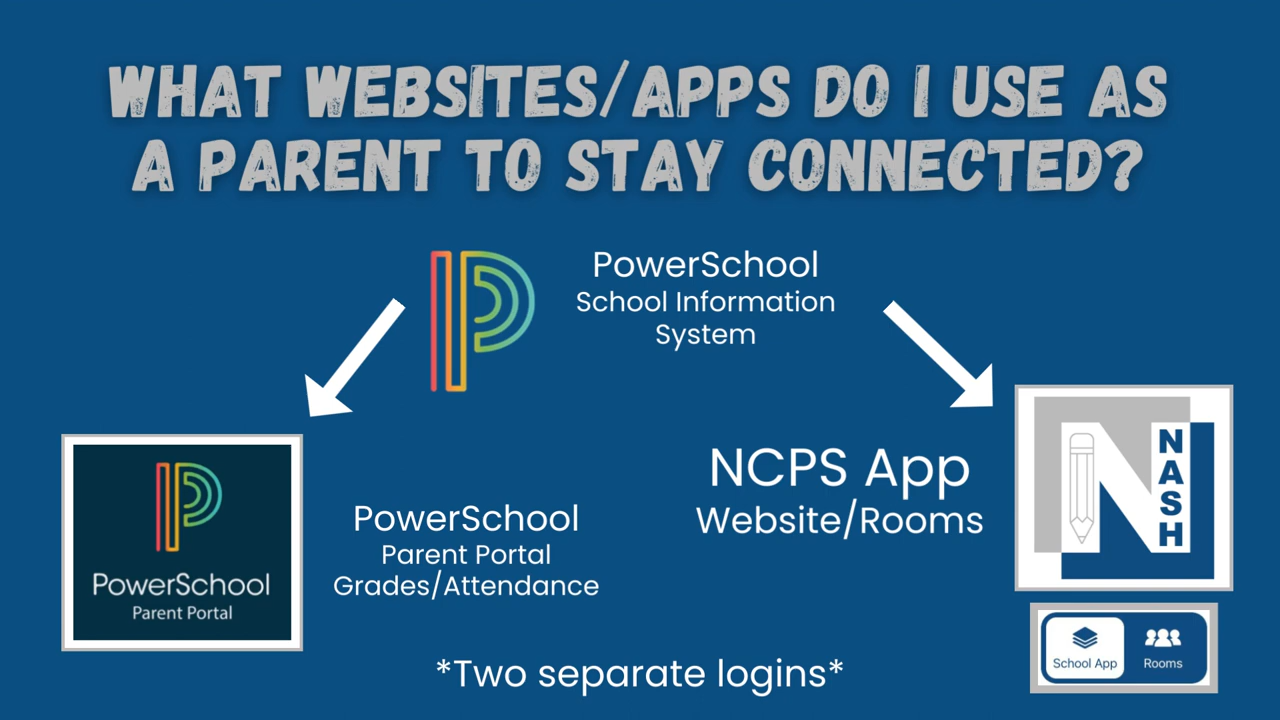 WHAT WEBSITES/APPS DO I USE AS
A PARENT TO STAY CONNECTED?
PowerSchool
School Information
System
PowerSchool
Parent Portal
PowerSchool
Parent Portal
Grades/Attendance
NCPS App
Website/Rooms
N
NASH
School App
Rooms
*Two separate logins*